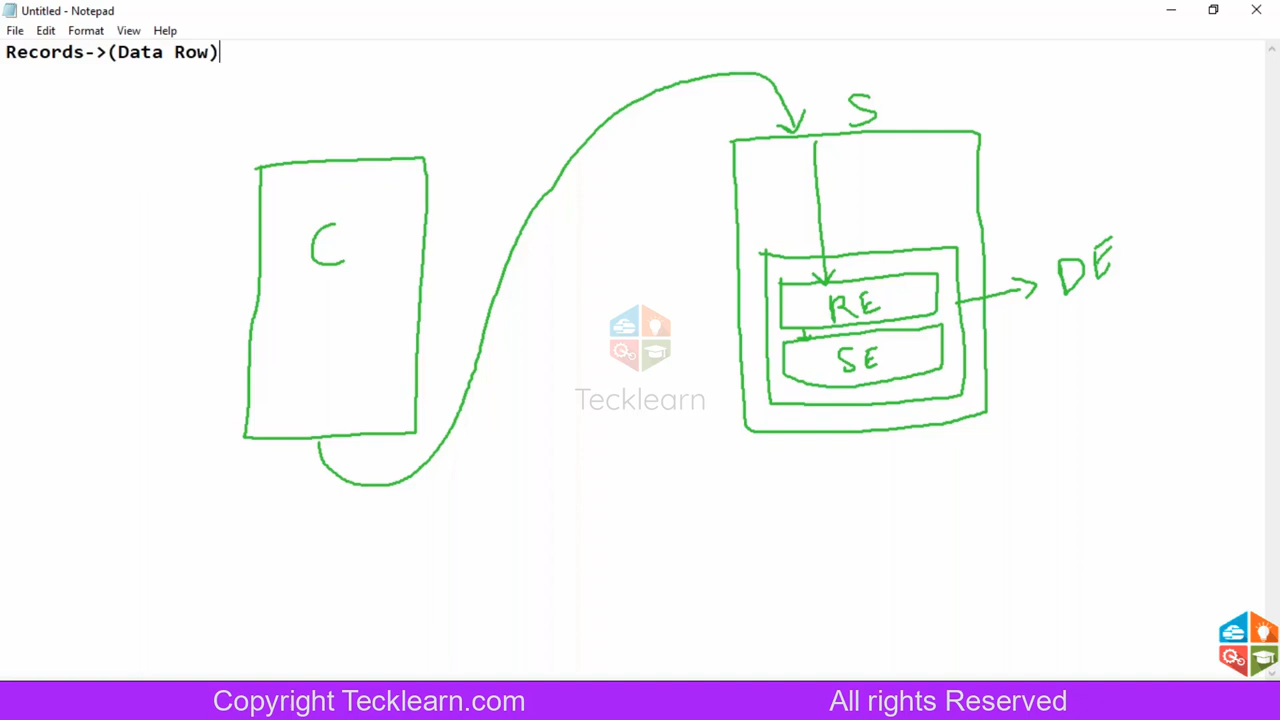 Untitled - Notepad
File Edit Format View Help
Records->(Data Row)
S
C
DE
RE
SE
Tecklearn
Copyright Tecklearn.com
All rights Reserved